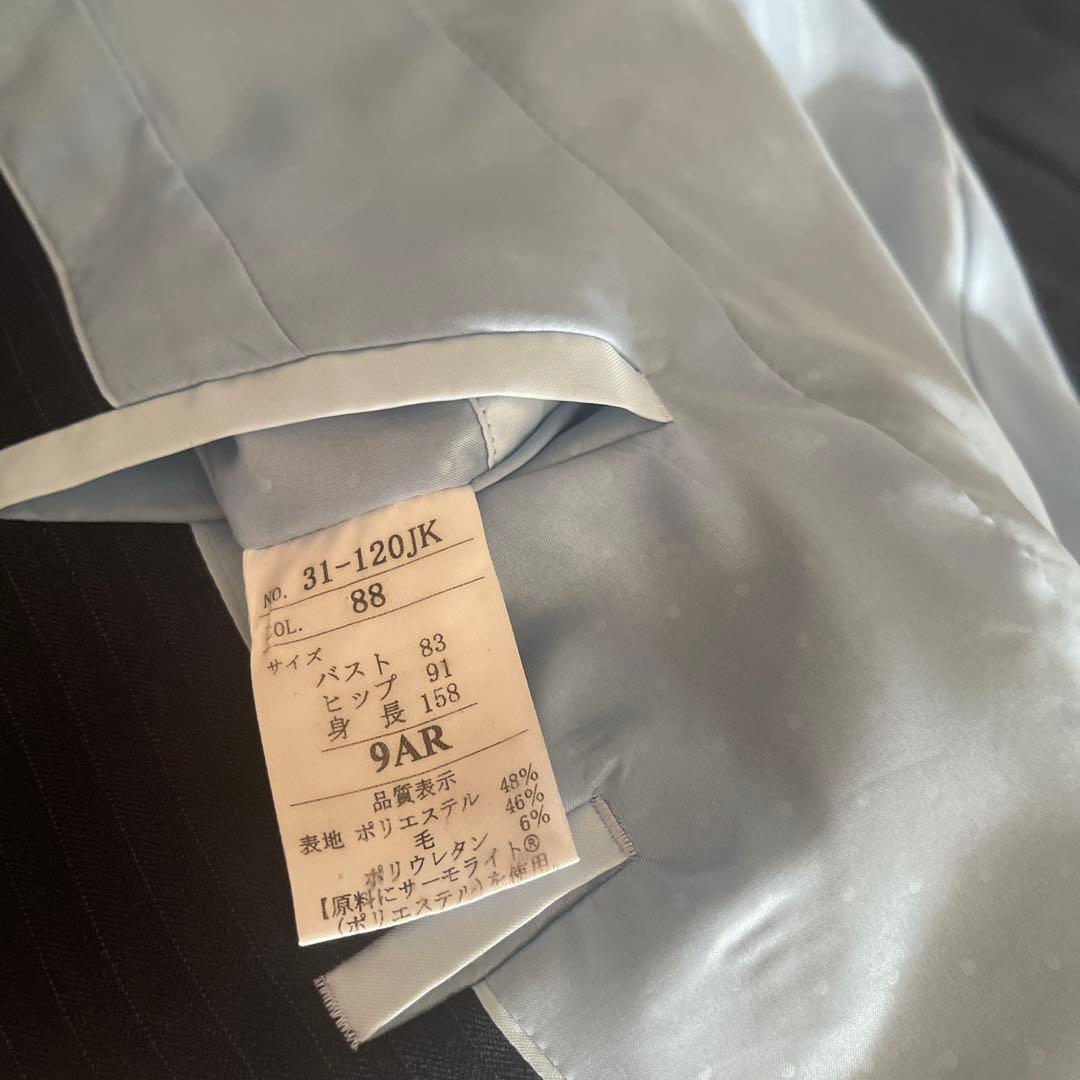 NO. 31-120JK
COL. 88
サイズ
バスト 83
ヒップ 91
身長 158
9AR
品質表示
表地 ポリエステル 48%
毛 46%
ポリウレタン 6%
【原料にサーモライト®
(ポリエステル)を使用